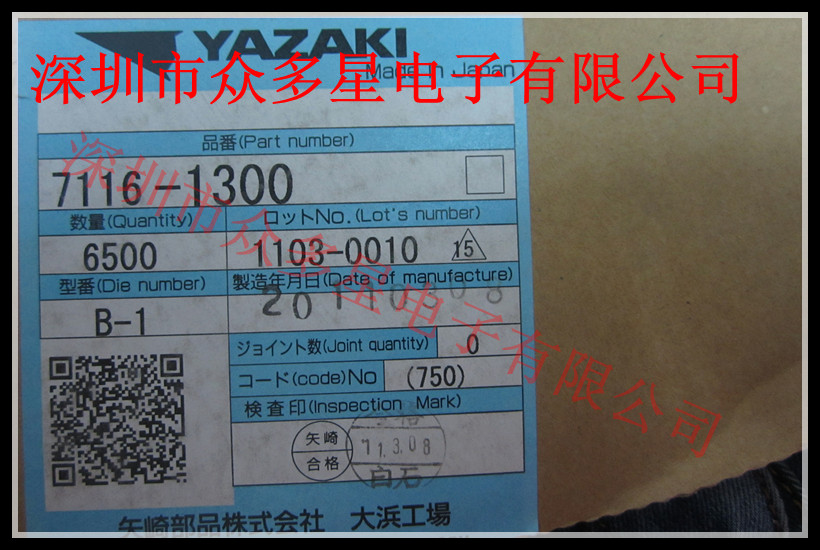 YAZAKI
Made in Japan
深圳市众多星电子有限公司
品番(Part number)
7116-1300
数量(Quantity)
ロットNo.(Lot's number)
6500
1103-0010
15
型番(Die number)
製造年月日(Date of manufacture)
B-1
20110308
ジョイント数(Joint quantity)
0
コード(code)No
(750)
検査印(Inspection Mark)
矢崎
合格
合格
11.3.08
白石
矢崎部品株式会社 大浜工場
深圳市众多星电子有限公司